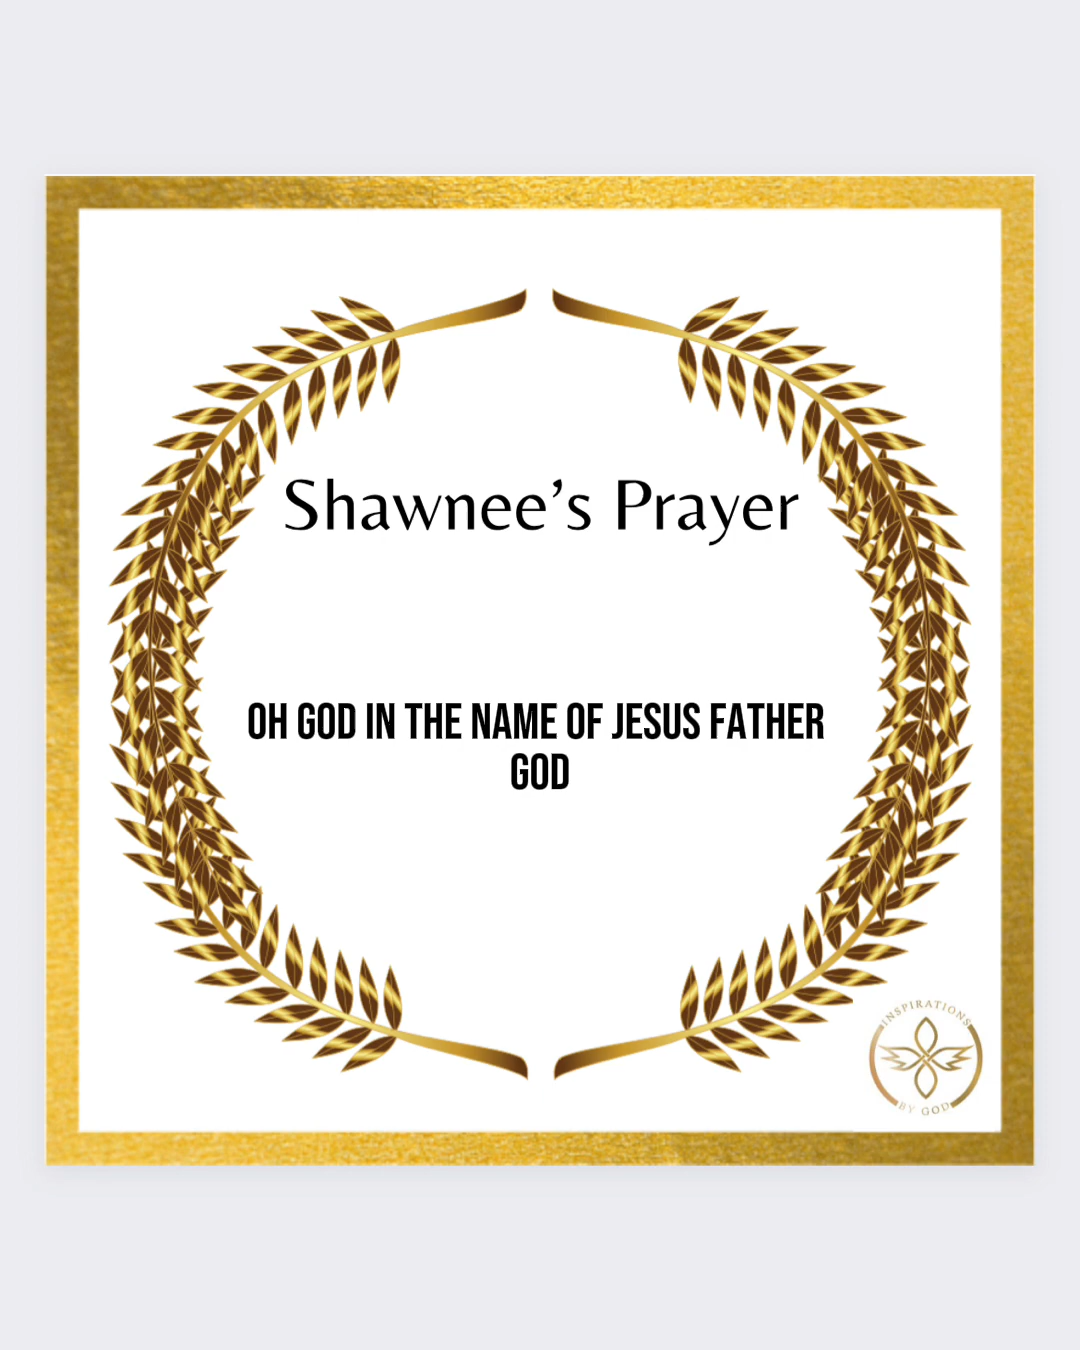 Shawnee’s Prayer
OH GOD IN THE NAME OF JESUS FATHER
GOD
INSPIRATIONS
BY GOD